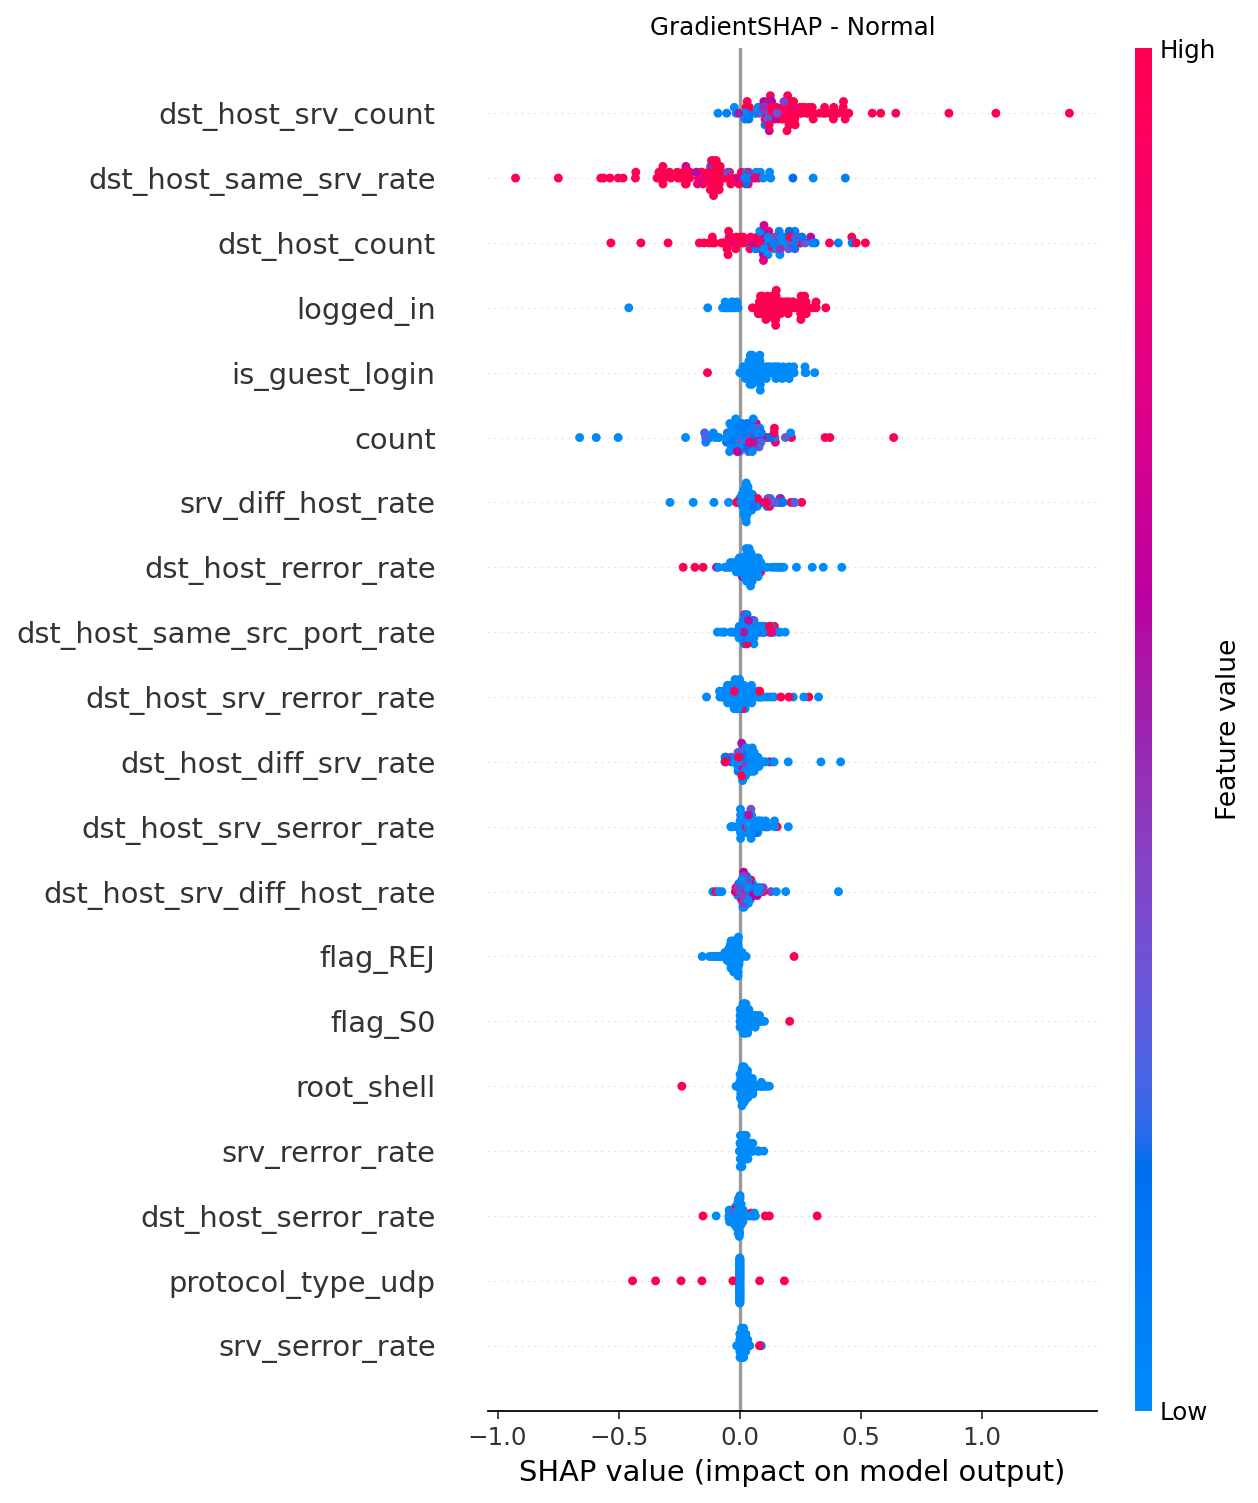 GradientSHAP - Normal
High
dst_host_srv_count
dst_host_same_srv_rate
dst_host_count
logged_in
is_guest_login
count
srv_diff_host_rate
dst_host_rerror_rate
dst_host_same_src_port_rate
dst_host_srv_rerror_rate
dst_host_diff_srv_rate
dst_host_srv_serror_rate
dst_host_srv_diff_host_rate
flag_REJ
flag_S0
root_shell
srv_rerror_rate
dst_host_serror_rate
protocol_type_udp
srv_serror_rate
Feature value
Low
−1.0 −0.5 0.0 0.5 1.0
SHAP value (impact on model output)